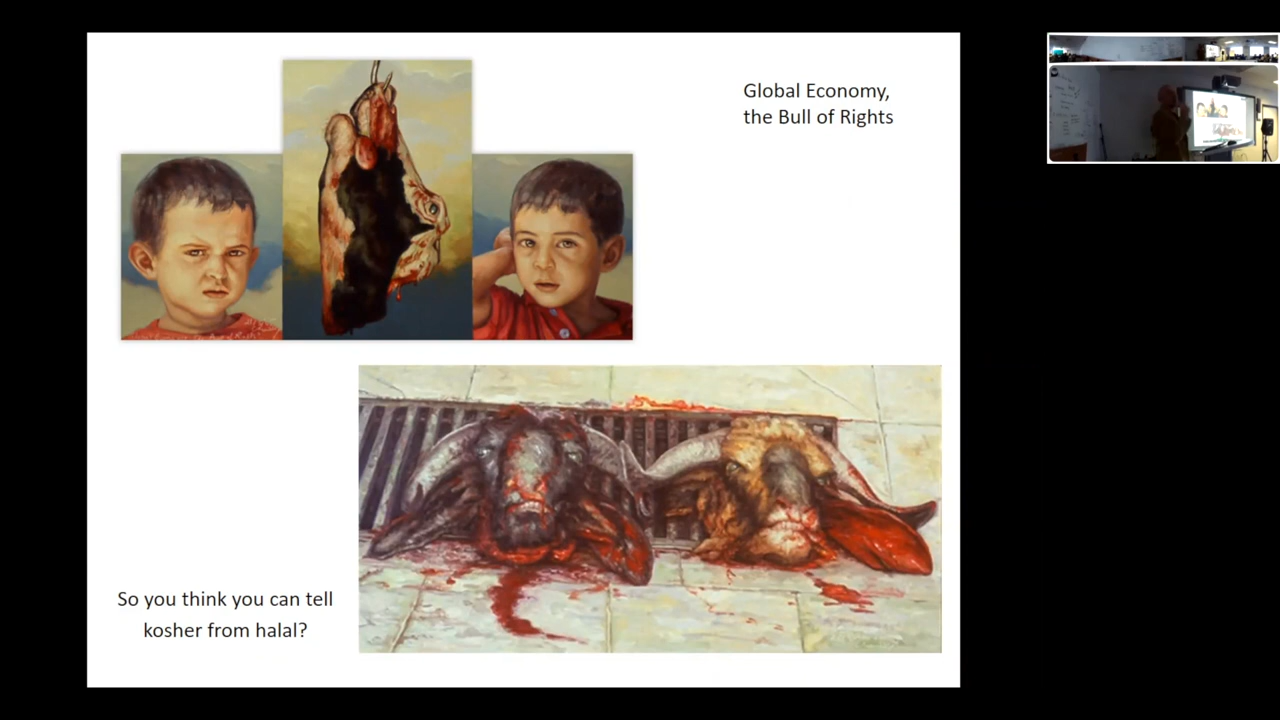 Global Economy,
the Bull of Rights
So you think you can tell
kosher from halal?